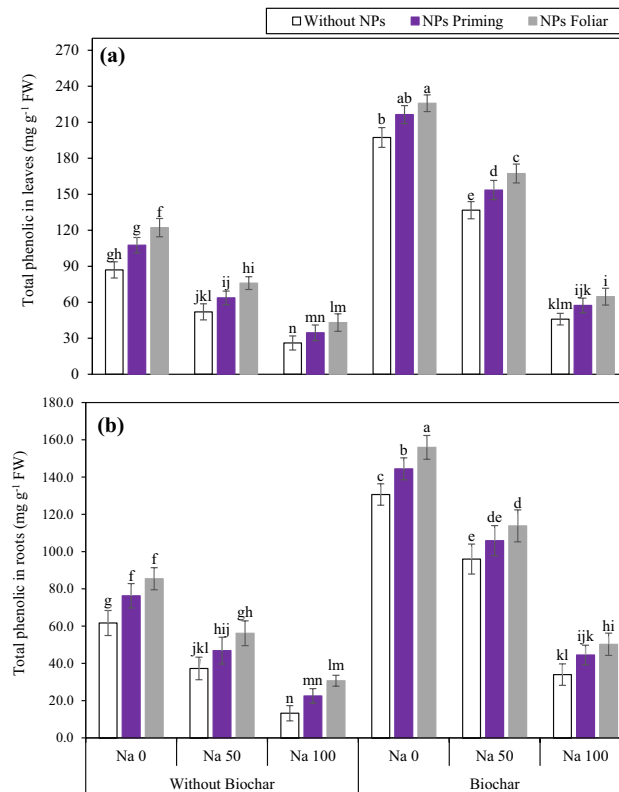 Without NPs NPs Priming NPs Foliar
(a)
Total phenolic in leaves (mg g⁻¹ FW)
270
240
210
180
150
120
90
60
30
0
gh g f jkl ij hi n mn lm b ab a e d c klm ijk i
(b)
Total phenolic in roots (mg g⁻¹ FW)
180.0
160.0
140.0
120.0
100.0
80.0
60.0
40.0
20.0
0.0
g f f jkl hij gh n mn lm c b a e de d kl ijk hi
Na 0 Na 50 Na 100 Na 0 Na 50 Na 100
Without Biochar Biochar